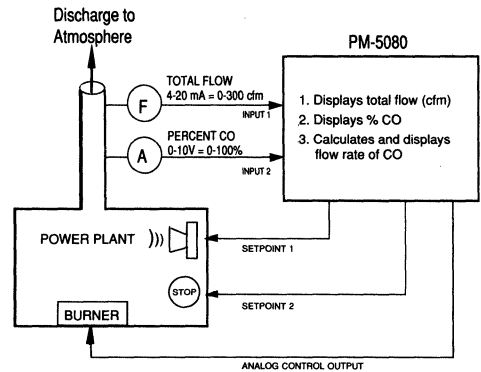 Discharge to
Atmosphere
PM-5080
F
TOTAL FLOW
4-20 mA = 0-300 cfm
INPUT 1
A
PERCENT CO
0-10V = 0-100%
INPUT 2
1. Displays total flow (cfm)
2. Displays % CO
3. Calculates and displays
flow rate of CO
POWER PLANT
SETPOINT 1
STOP
SETPOINT 2
BURNER
ANALOG CONTROL OUTPUT